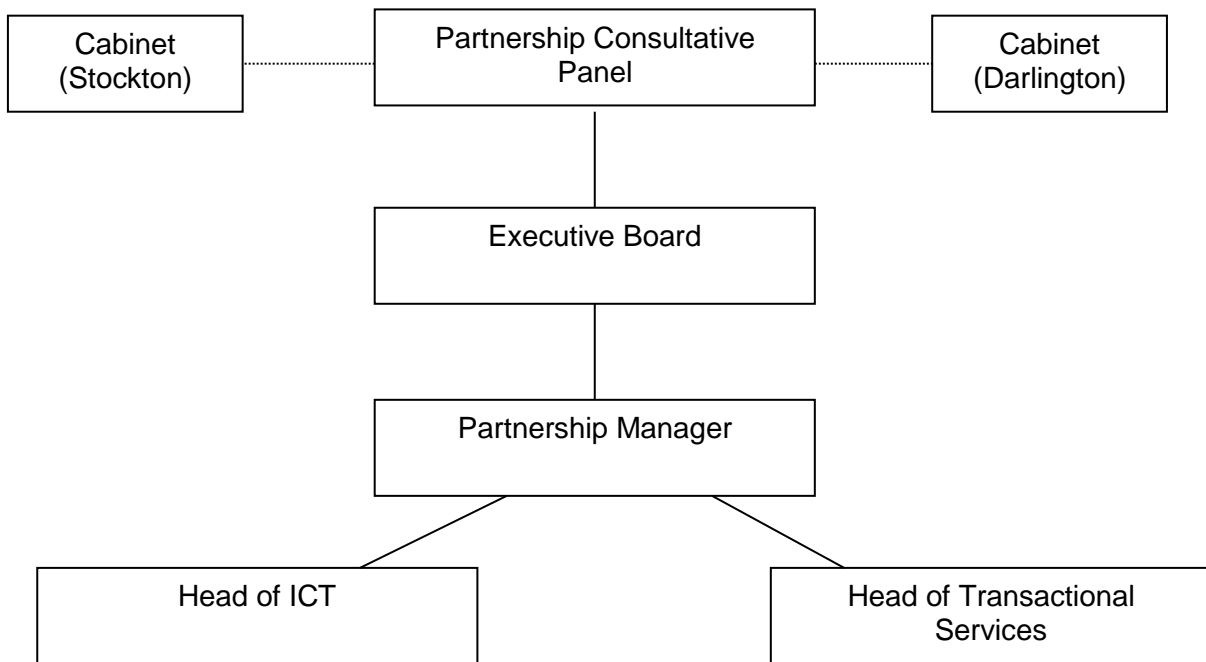 Cabinet
(Stockton)
Partnership Consultative
Panel
Cabinet
(Darlington)
Executive Board
Partnership Manager
Head of ICT
Head of Transactional
Services